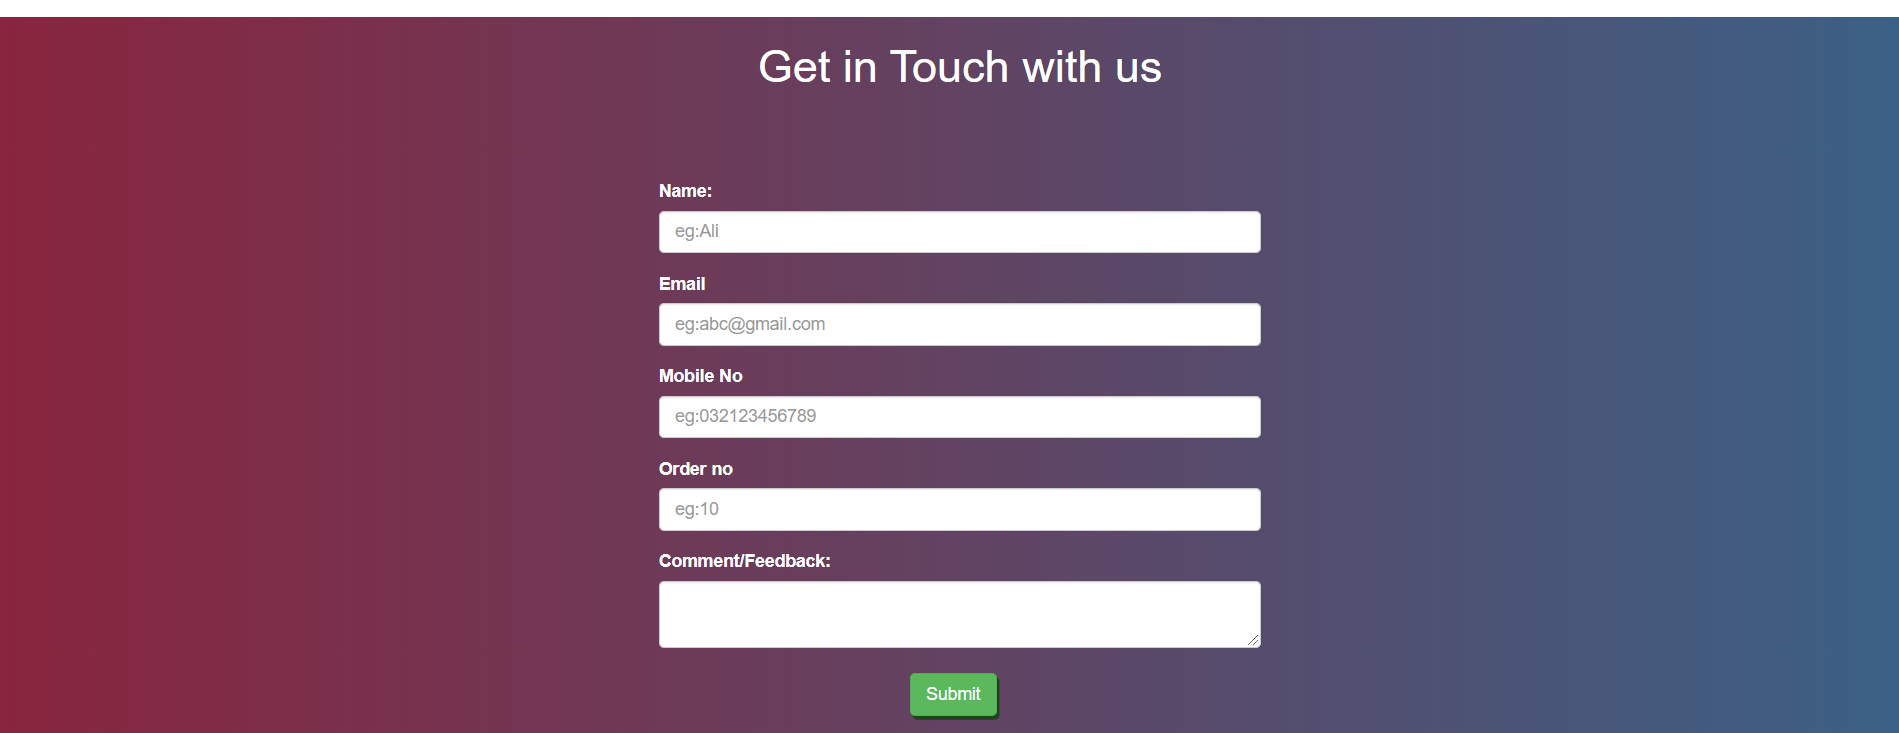 Get in Touch with us
Name:
eg:Ali
Email
eg:abc@gmail.com
Mobile No
eg:032123456789
Order no
eg:10
Comment/Feedback:
Submit